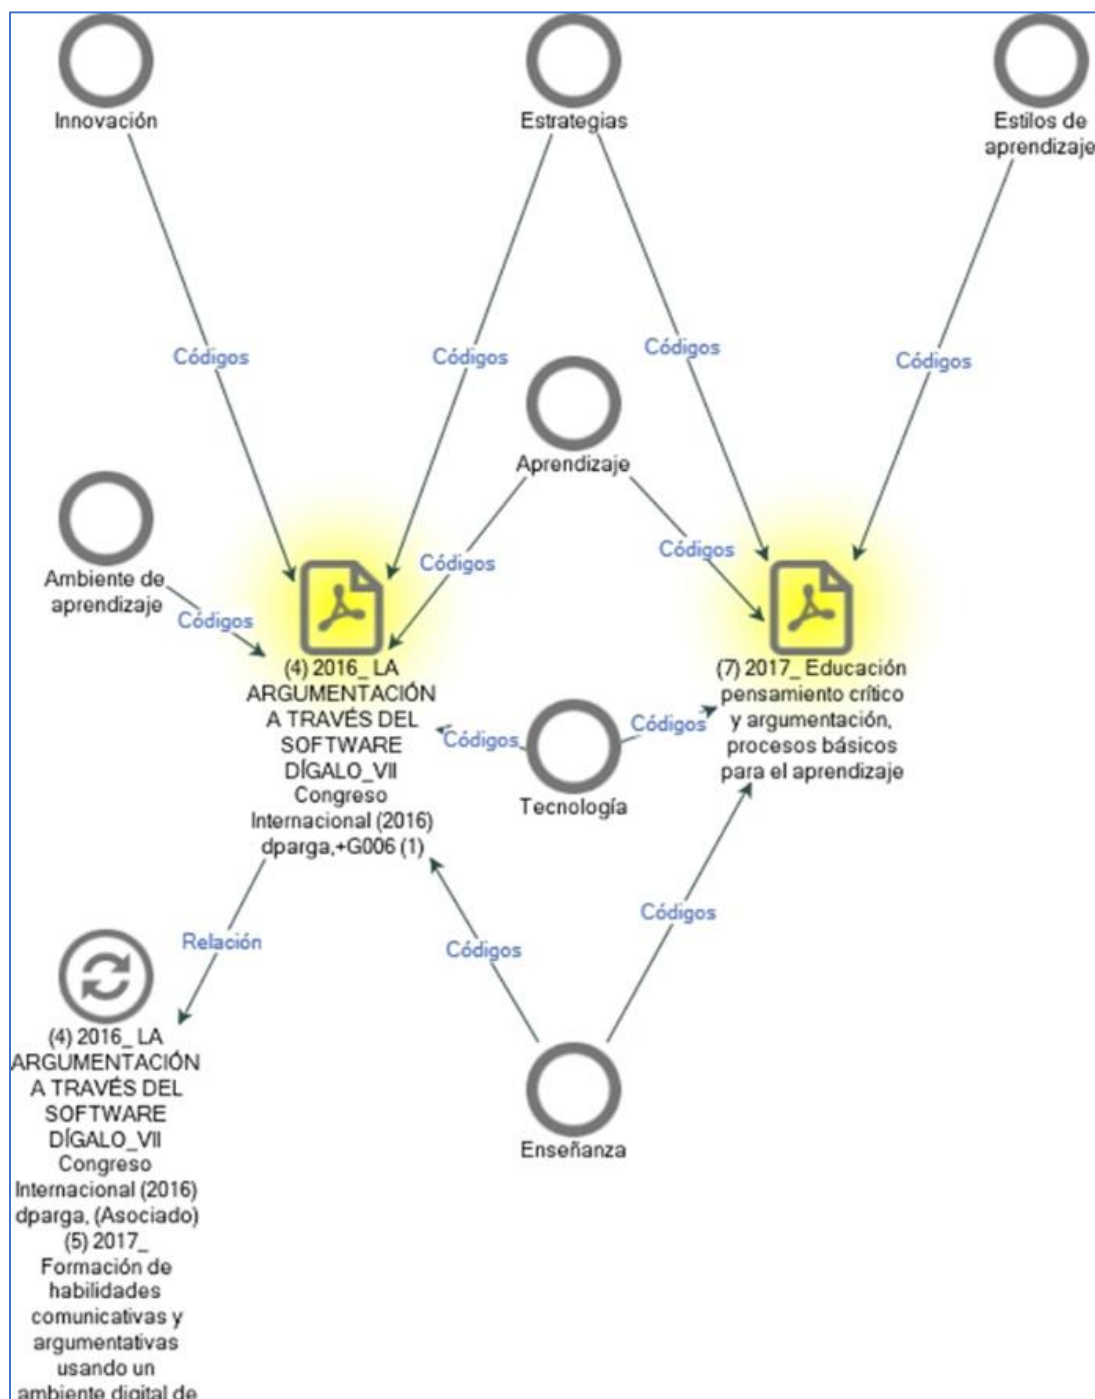 Innovación
Estrategias
Estilos de
aprendizaje
Códigos
Códigos
Códigos
Códigos
Aprendizaje
Ambiente de
aprendizaje
Códigos
Códigos
Códigos
(4) 2016_ LA
ARGUMENTACIÓN
A TRAVÉS DEL
SOFTWARE
DÍGALO_VII
Congreso
Internacional (2016)
dparga,+G006 (1)
(7) 2017_ Educación
pensamiento crítico
y argumentación,
procesos básicos
para el aprendizaje
Códigos
Códigos
Tecnología
Relación
Códigos
Códigos
Enseñanza
(4) 2016_ LA
ARGUMENTACIÓN
A TRAVÉS DEL
SOFTWARE
DÍGALO_VII
Congreso
Internacional (2016)
dparga, (Asociado)
(5) 2017_
Formación de
habilidades
comunicativas y
argumentativas
usando un
ambiente digital de